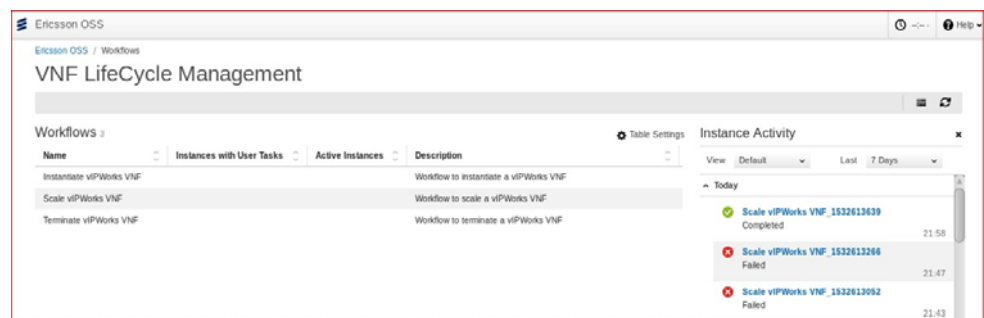 Ericsson OSS
--:-- -
Help
Ericsson OSS / Workflows
VNF LifeCycle Management
Workflows 3
Table Settings
Name Instances with User Tasks Active Instances Description
Instantiate vIPWorks VNF Workflow to instantiate a vIPWorks VNF
Scale vIPWorks VNF Workflow to scale a vIPWorks VNF
Terminate vIPWorks VNF Workflow to terminate a vIPWorks VNF
Instance Activity
View Default Last 7 Days
Today
Scale vIPWorks VNF_1532613639
Completed
21:58
Scale vIPWorks VNF_1532613266
Failed
21:47
Scale vIPWorks VNF_1532613052
Failed
21:43